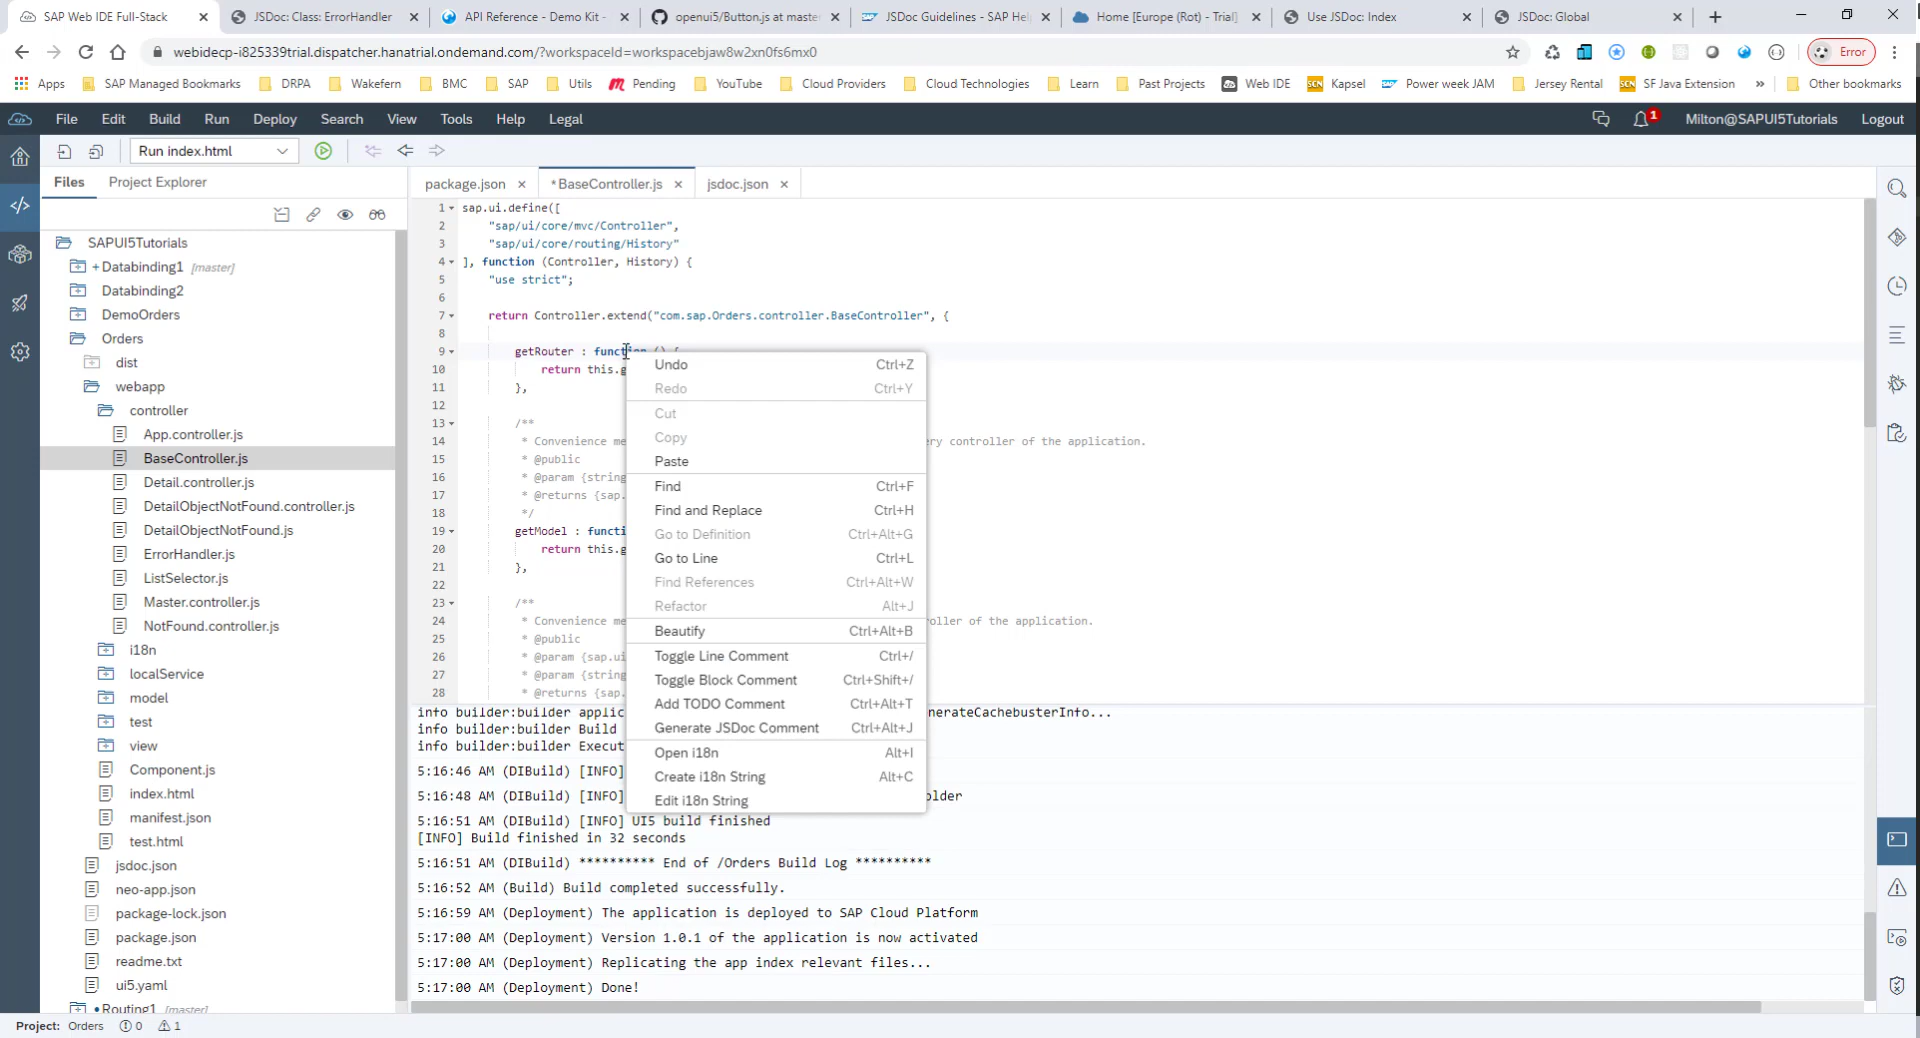 SAP Web IDE Full-Stack
JSDoc: Class: ErrorHandler
API Reference - Demo Kit -
openui5/Button.js at maste
JSDoc Guidelines - SAP Hel
Home [Europe (Rot) - Trial]
Use JSDoc: Index
JSDoc: Global
webidecp-i825339trial.dispatcher.hanatrial.ondemand.com/?workspaceId=workspacebjaw8w2xn0fs6mx0
Error
Apps
SAP Managed Bookmarks
DRPA
Wakefern
BMC
SAP
Utils
Pending
YouTube
Cloud Providers
Cloud Technologies
Learn
Past Projects
Web IDE
SCN Kapsel
Power week JAM
Jersey Rental
SCN SF Java Extension
»
Other bookmarks
File Edit Build Run Deploy Search View Tools Help Legal
1
Milton@SAPUI5Tutorials
Logout
Run index.html
Files
Project Explorer
package.json
*BaseController.js
jsdoc.json
SAPUI5Tutorials
+Databinding1 [master]
Databinding2
DemoOrders
Orders
dist
webapp
controller
App.controller.js
BaseController.js
Detail.controller.js
DetailObjectNotFound.controller.js
DetailObjectNotFound.js
ErrorHandler.js
ListSelector.js
Master.controller.js
NotFound.controller.js
i18n
localService
model
test
view
Component.js
index.html
manifest.json
test.html
jsdoc.json
neo-app.json
package-lock.json
package.json
readme.txt
ui5.yaml
Routing1 [master]
1 sap.ui.define([
2 "sap/ui/core/mvc/Controller",
3 "sap/ui/core/routing/History"
4 ], function (Controller, History) {
5 "use strict";
6
7 return Controller.extend("com.sap.Orders.controller.BaseController", {
8
9 getRouter : function () {
10 return this.g
11 },
12
13 /**
14 * Convenience me ery controller of the application.
15 * @public
16 * @param {string
17 * @returns {sap.
18 */
19 getModel : functi
20 return this.g
21 },
22
23 /**
24 * Convenience me oller of the application.
25 * @public
26 * @param {sap.ui
27 * @param {string
28 * @returns {sap.
Undo Ctrl+Z
Redo Ctrl+Y
Cut
Copy
Paste
Find Ctrl+F
Find and Replace Ctrl+H
Go to Definition Ctrl+Alt+G
Go to Line Ctrl+L
Find References Ctrl+Alt+W
Refactor Alt+J
Beautify Ctrl+Alt+B
Toggle Line Comment Ctrl+/
Toggle Block Comment Ctrl+Shift+/
Add TODO Comment Ctrl+Alt+T
Generate JSDoc Comment Ctrl+Alt+J
Open i18n Alt+I
Create i18n String Alt+C
Edit i18n String
info builder:builder applic nerateCachebusterInfo...
info builder:builder Build
info builder:builder Execut
5:16:46 AM (DIBuild) [INFO]
5:16:48 AM (DIBuild) [INFO] older
5:16:51 AM (DIBuild) [INFO] UI5 build finished
[INFO] Build finished in 32 seconds
5:16:51 AM (DIBuild) ********** End of /Orders Build Log **********
5:16:52 AM (Build) Build completed successfully.
5:16:59 AM (Deployment) The application is deployed to SAP Cloud Platform
5:17:00 AM (Deployment) Version 1.0.1 of the application is now activated
5:17:00 AM (Deployment) Replicating the app index relevant files...
5:17:00 AM (Deployment) Done!
Project: Orders 0 1